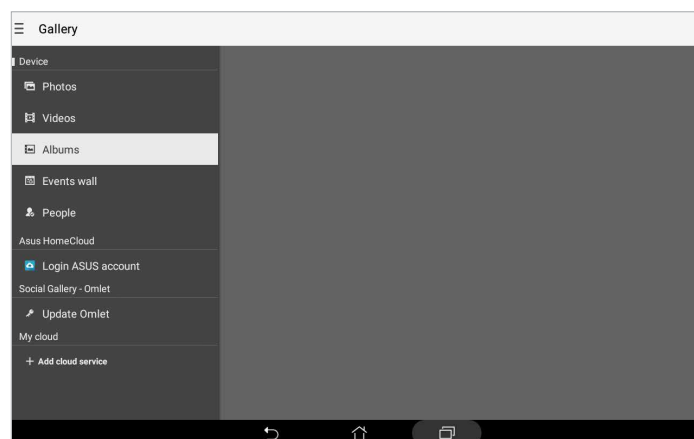 Gallery
Device
Photos
Videos
Albums
Events wall
People
Asus HomeCloud
Login ASUS account
Social Gallery - Omlet
Update Omlet
My cloud
+ Add cloud service